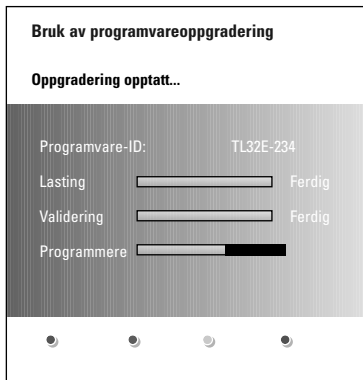 Bruk av programvareoppgradering
Oppgradering opptatt...
Programvare-ID: TL32E-234
Lasting Ferdig
Validering Ferdig
Programmere